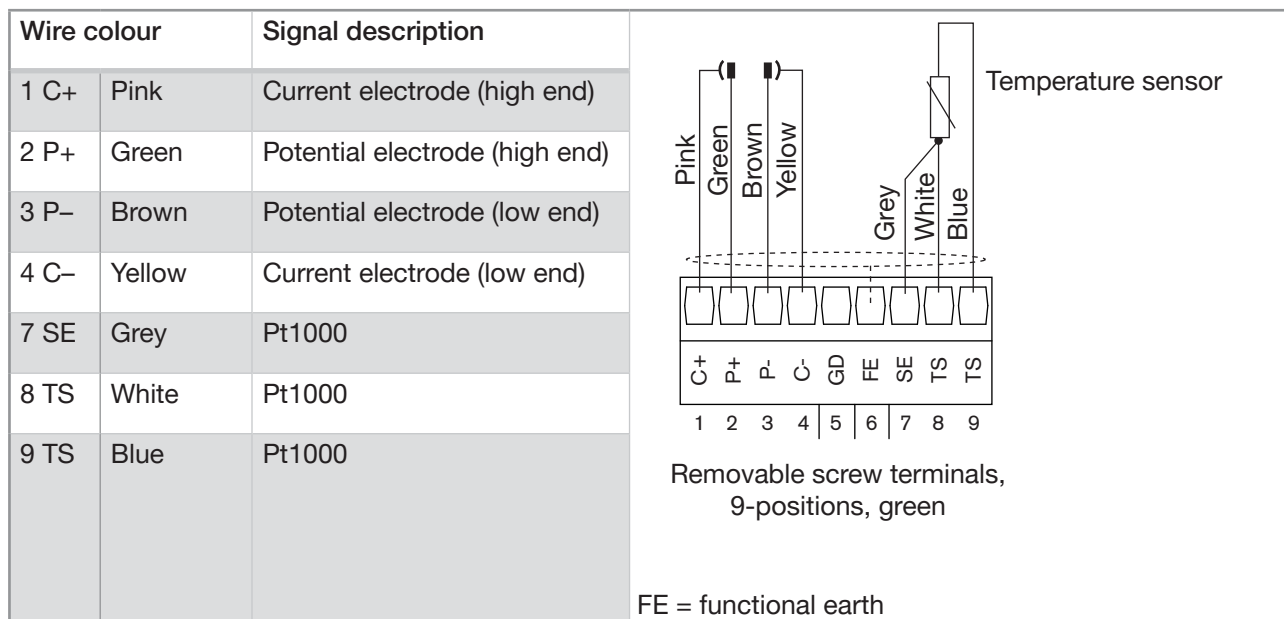 Wire colour Signal description
1 C+ Pink Current electrode (high end)
2 P+ Green Potential electrode (high end)
3 P– Brown Potential electrode (low end)
4 C– Yellow Current electrode (low end)
7 SE Grey Pt1000
8 TS White Pt1000
9 TS Blue Pt1000
Temperature sensor
Pink
Green
Brown
Yellow
Grey
White
Blue
C+ P+ P- C- GD FE SE TS TS
1 2 3 4 5 6 7 8 9
Removable screw terminals,
9-positions, green
FE = functional earth